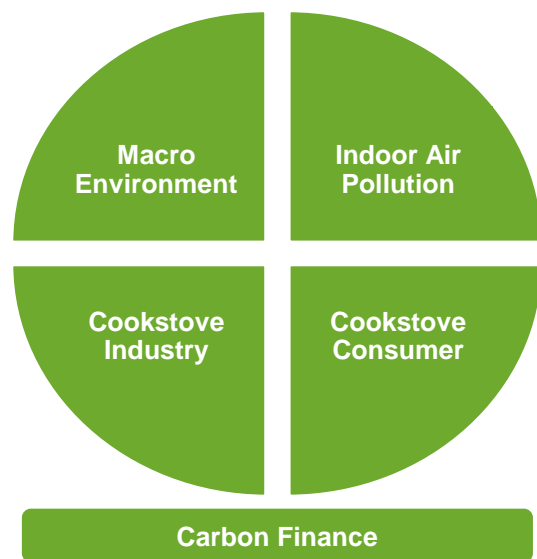 Macro
Environment
Indoor Air
Pollution
Cookstove
Industry
Cookstove
Consumer
Carbon Finance